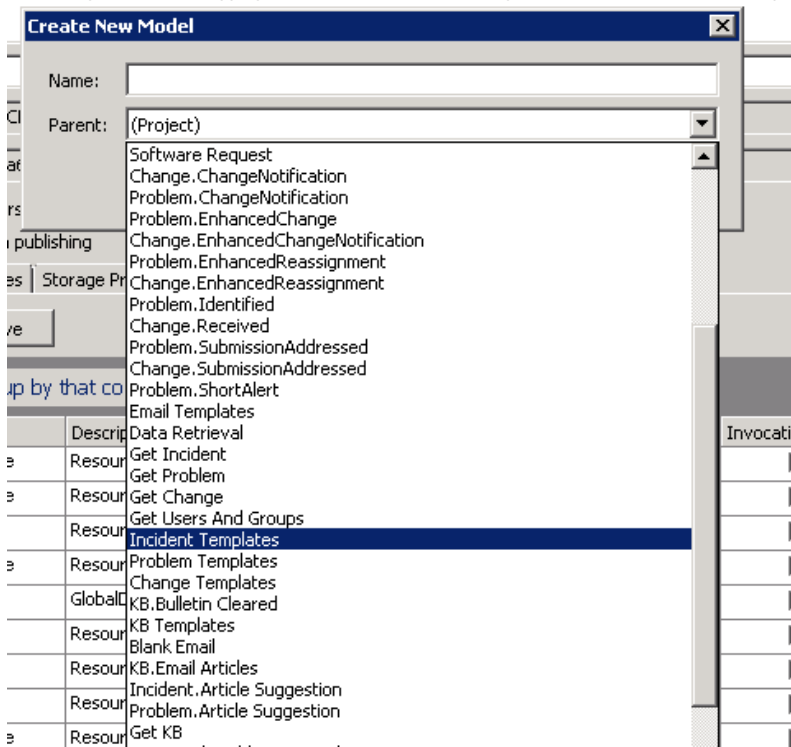 Create New Model
Name:
Parent:
(Project)
Software Request
Change.ChangeNotification
Problem.ChangeNotification
Problem.EnhancedChange
Change.EnhancedChangeNotification
publishing
Problem.EnhancedReassignment
Storage Pr
Change.EnhancedReassignment
Problem.Identified
Change.Received
Problem.SubmissionAddressed
Change.SubmissionAddressed
up by that co
Problem.ShortAlert
Email Templates
Descrip
Data Retrieval
Invocati
Resour
Get Incident
Get Problem
Resour
Get Change
Get Users And Groups
Resour
Incident Templates
Resour
Problem Templates
Change Templates
GlobalD
KB.Bulletin Cleared
Resour
KB Templates
Blank Email
Resour
KB.Email Articles
Incident.Article Suggestion
Resour
Problem.Article Suggestion
Resour
Get KB